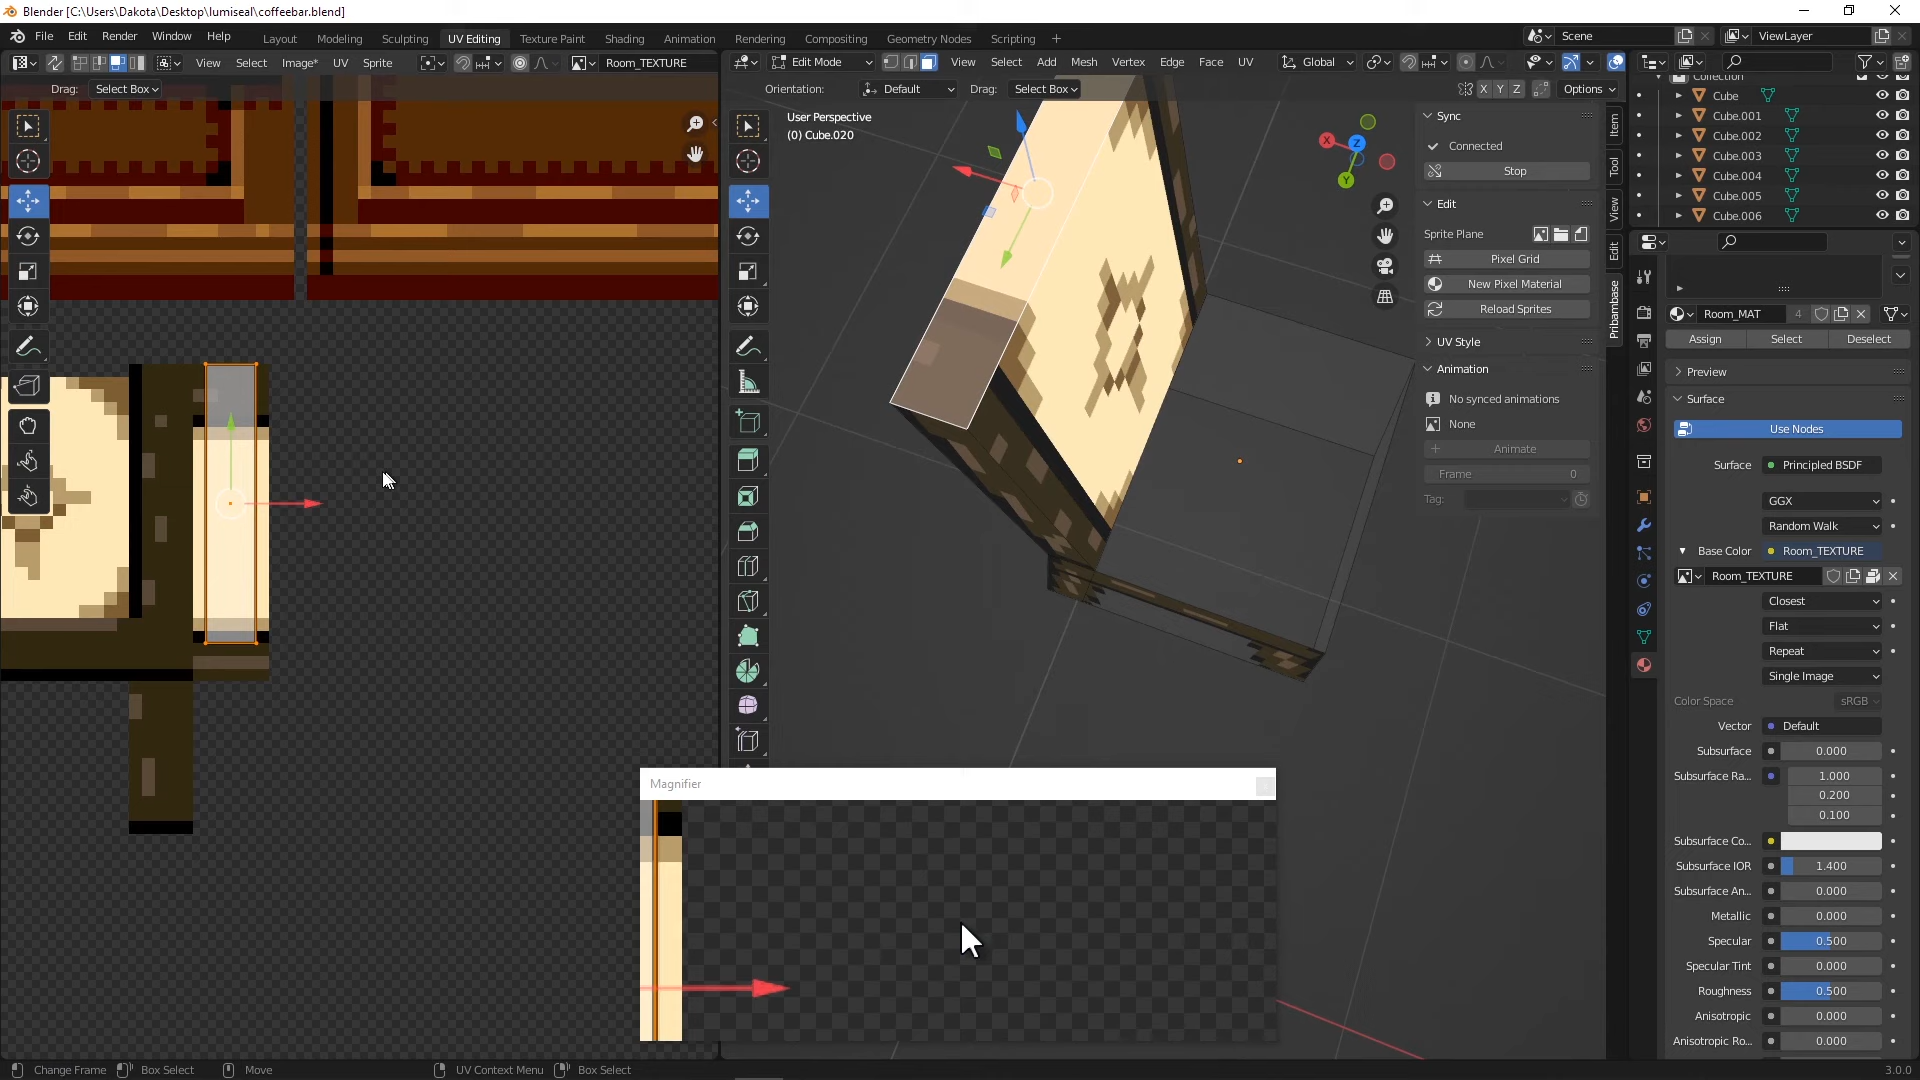 Blender [C:\Users\Dakota\Desktop\lumiseal\coffeebar.blend]
File Edit Render Window Help
Layout Modeling Sculpting UV Editing Texture Paint Shading Animation Rendering Compositing Geometry Nodes Scripting +
Scene
ViewLayer
View Select Image* UV Sprite
Room_TEXTURE
Edit Mode
View Select Add Mesh Vertex Edge Face UV
Global
Drag: Select Box
Orientation: Default Drag: Select Box
X Y Z Options
User Perspective
(0) Cube.020
X Z Y
Sync
Connected
Stop
Edit
Sprite Plane
Pixel Grid
New Pixel Material
Reload Sprites
UV Style
Animation
No synced animations
None
Animate
Frame 0
Tag:
Item
Tool
View
Edit
Pribambase
Collection
Cube
Cube.001
Cube.002
Cube.003
Cube.004
Cube.005
Cube.006
Room_MAT 4
Assign Select Deselect
Preview
Surface
Use Nodes
Surface Principled BSDF
GGX
Random Walk
Base Color Room_TEXTURE
Room_TEXTURE
Closest
Flat
Repeat
Single Image
Color Space sRGB
Vector Default
Subsurface 0.000
Subsurface Ra... 1.000
0.200
0.100
Subsurface Co...
Subsurface IOR 1.400
Subsurface An... 0.000
Metallic 0.000
Specular 0.500
Specular Tint 0.000
Roughness 0.500
Anisotropic 0.000
Anisotropic Ro... 0.000
Magnifier
Change Frame Box Select Move UV Context Menu Box Select
3.0.0